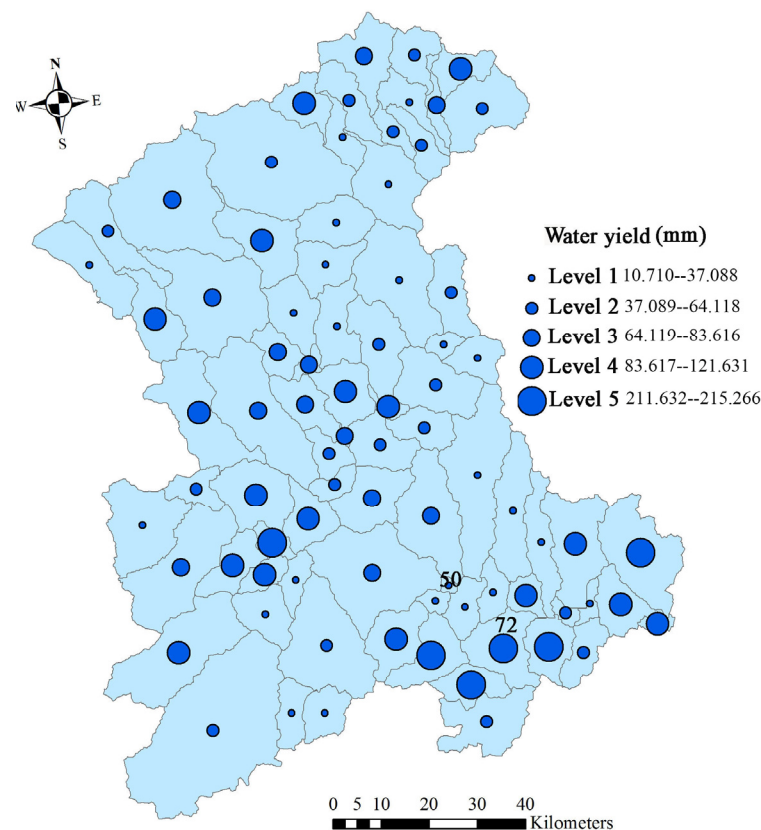 N
W E
S
Water yield (mm)
Level 1 10.710--37.088
Level 2 37.089--64.118
Level 3 64.119--83.616
Level 4 83.617--121.631
Level 5 211.632--215.266
50
72
0 5 10 20 30 40
Kilometers